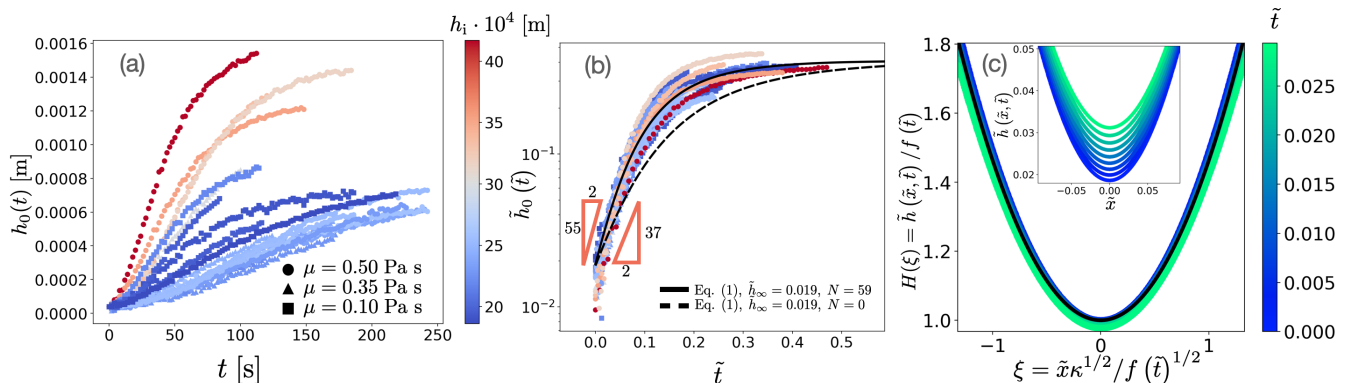 (a)
0.0016
0.0014
0.0012
0.0010
0.0008
0.0006
0.0004
0.0002
0.0000
h₀(t) [m]
0 50 100 150 200 250
t [s]
● μ = 0.50 Pa s
▲ μ = 0.35 Pa s
■ μ = 0.10 Pa s
hᵢ · 10⁴ [m]
40
35
30
25
20
(b)
10⁻¹
10⁻²
h̃₀ (t̃)
2
55
37
2
Eq. (1), h̃∞ = 0.019, N = 59
Eq. (1), h̃∞ = 0.019, N = 0
0.0 0.1 0.2 0.3 0.4 0.5
t̃
(c)
1.8
1.6
1.4
1.2
1.0
H(ξ) = h̃ (x̃, t̃) / f (t̃)
−1 0 1
ξ = x̃κ^{1/2}/f (t̃)^{1/2}
0.05
0.04
0.03
0.02
h̃ (x̃, t̃)
−0.05 0.00 0.05
x̃
t̃
0.025
0.020
0.015
0.010
0.005
0.000